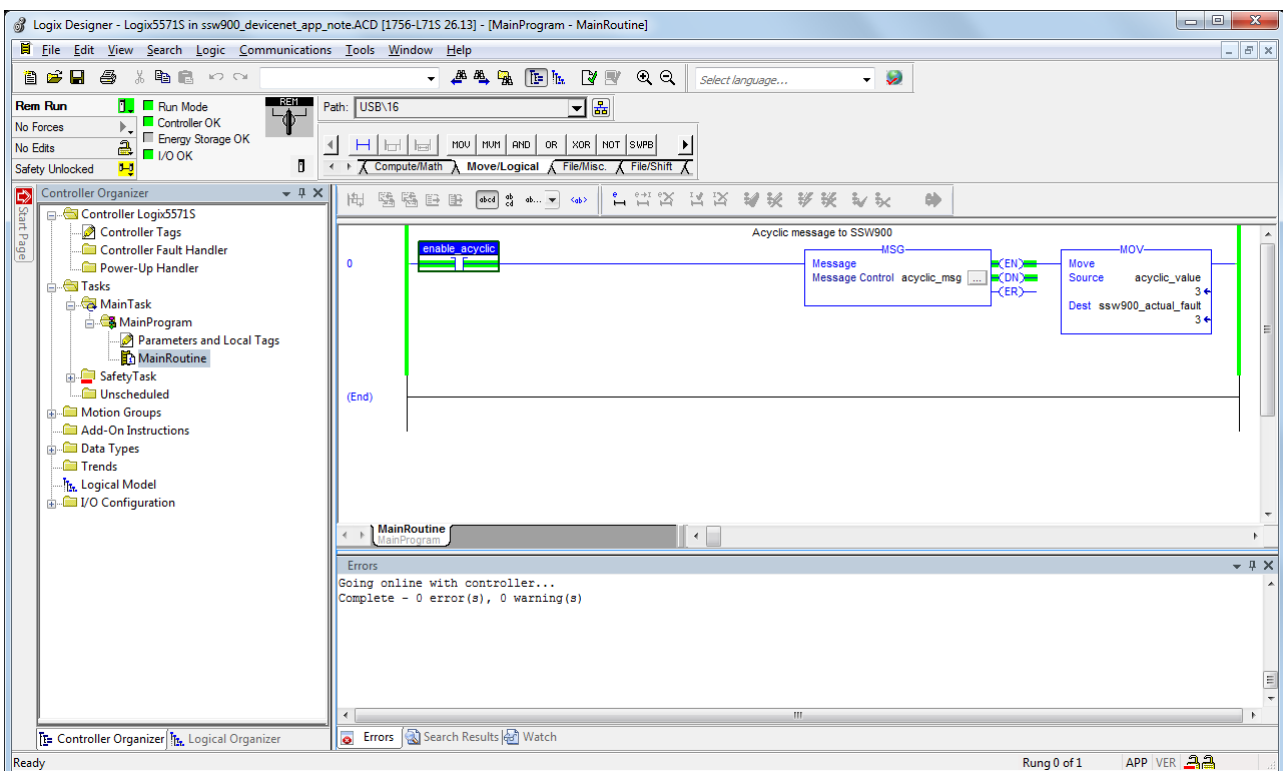 Logix Designer - Logix5571S in ssw900_devicenet_app_note.ACD [1756-L71S 26.13] - [MainProgram - MainRoutine]
File Edit View Search Logic Communications Tools Window Help
Select language...
Rem Run
Run Mode
REM
Path: USB\16
No Forces
Controller OK
No Edits
Energy Storage OK
MOV MVM AND OR XOR NOT SWPB
I/O OK
Safety Unlocked
Compute/Math Move/Logical File/Misc. File/Shift
Start Page
Controller Organizer
Controller Logix5571S
Controller Tags
Controller Fault Handler
Power-Up Handler
Tasks
MainTask
MainProgram
Parameters and Local Tags
MainRoutine
SafetyTask
Unscheduled
Motion Groups
Add-On Instructions
Data Types
Trends
Logical Model
I/O Configuration
Controller Organizer Logical Organizer
abcd ab cd ab... <ab>
Acyclic message to SSW900
enable_acyclic
0
MSG
Message
Message Control acyclic_msg ...
EN
DN
ER
MOV
Move
Source acyclic_value
3
Dest ssw900_actual_fault
3
(End)
MainRoutine
MainProgram
Errors
Going online with controller...
Complete - 0 error(s), 0 warning(s)
Errors Search Results Watch
Ready
Rung 0 of 1 APP VER